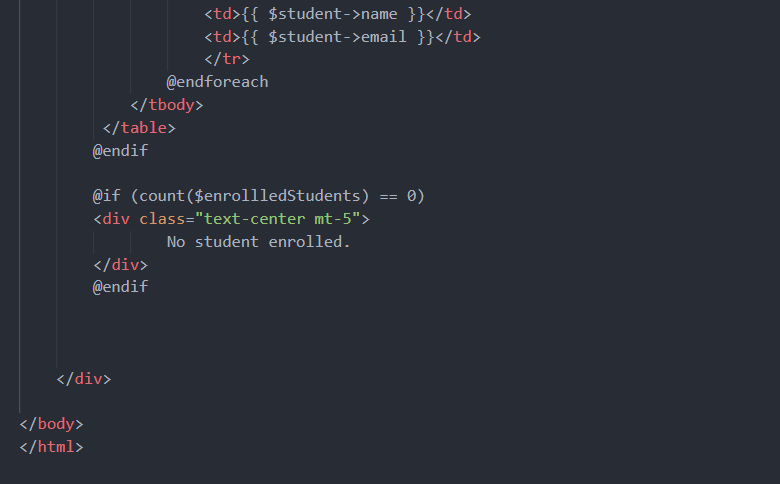 <td>{{ $student->name }}</td>
<td>{{ $student->email }}</td>
</tr>
@endforeach
</tbody>
</table>
@endif
@if (count($enrollledStudents) == 0)
<div class="text-center mt-5">
No student enrolled.
</div>
@endif
</div>
</body>
</html>